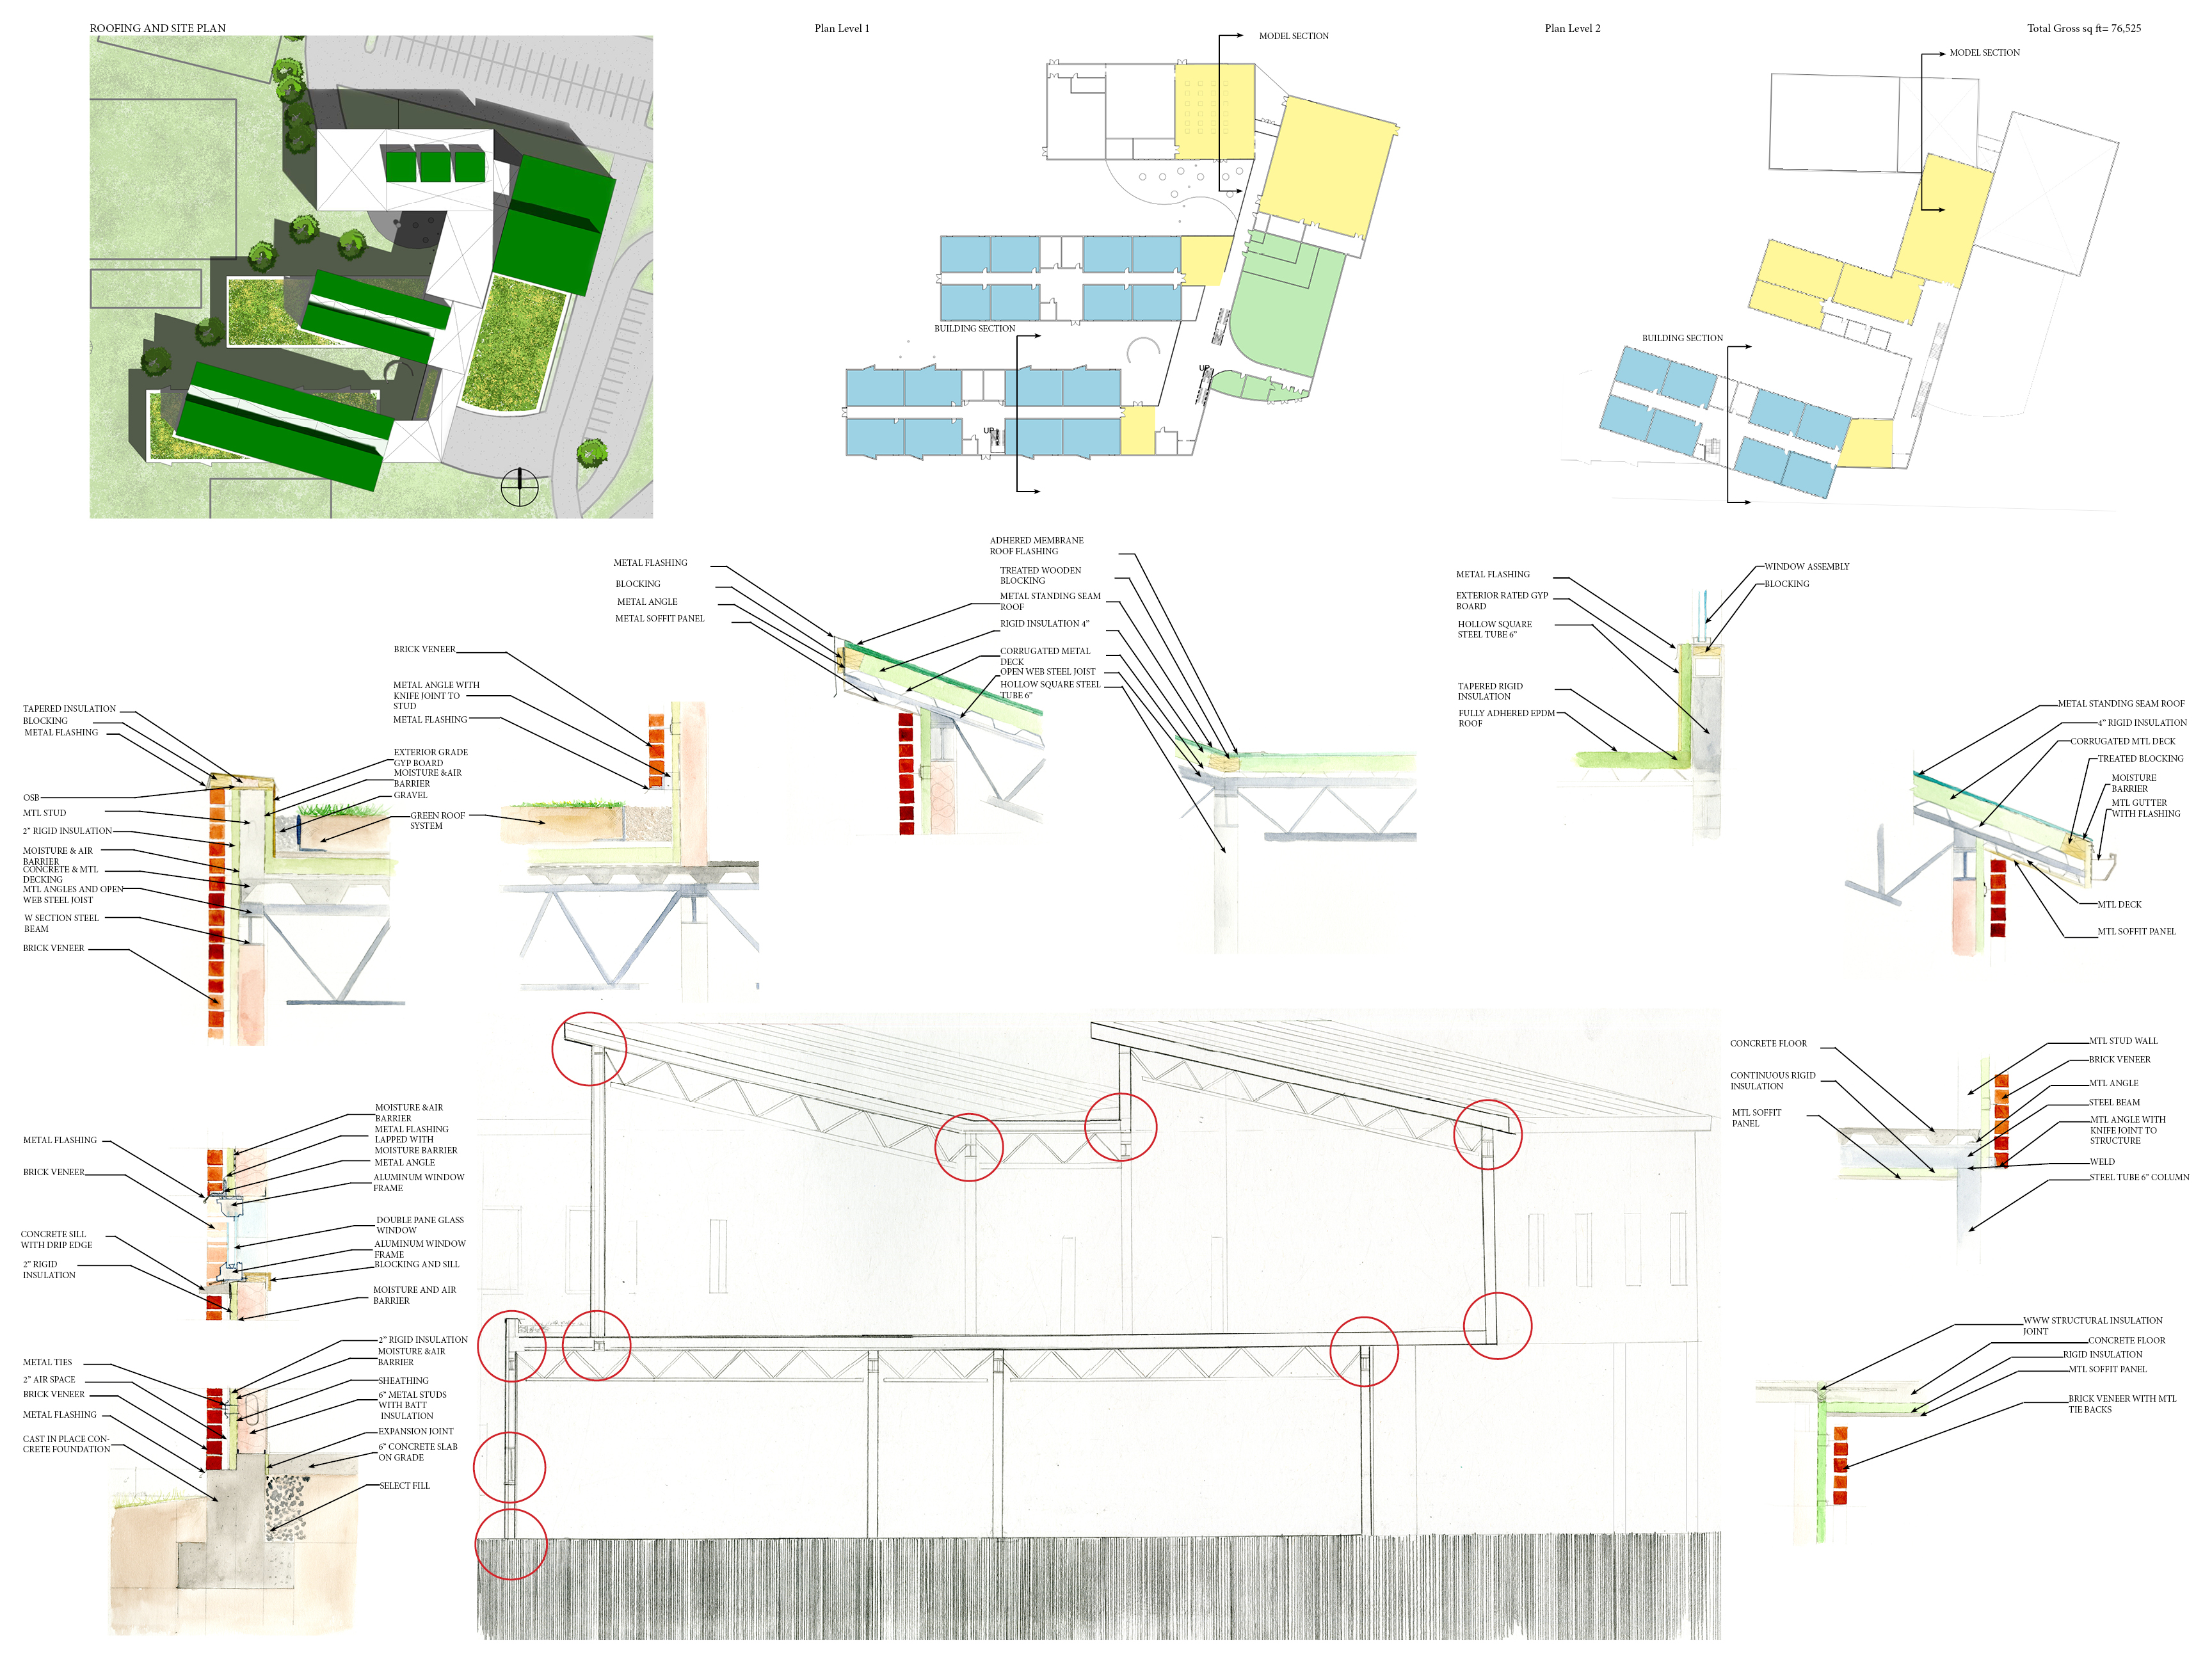 ROOFING AND SITE PLAN
Plan Level 1
Plan Level 2
Total Gross sq ft= 76,525
MODEL SECTION
MODEL SECTION
BUILDING SECTION
UP
UP
BUILDING SECTION
TAPERED INSULATION
BLOCKING
METAL FLASHING
OSB
MTL STUD
2" RIGID INSULATION
MOISTURE & AIR
BARRIER
CONCRETE & MTL
DECKING
MTL ANGLES AND OPEN
WEB STEEL JOIST
W SECTION STEEL
BEAM
BRICK VENEER
EXTERIOR GRADE
GYP BOARD
MOISTURE &AIR
BARRIER
GRAVEL
GREEN ROOF
SYSTEM
BRICK VENEER
METAL ANGLE WITH
KNIFE JOINT TO
STUD
METAL FLASHING
METAL FLASHING
BLOCKING
METAL ANGLE
METAL SOFFIT PANEL
ADHERED MEMBRANE
ROOF FLASHING
TREATED WOODEN
BLOCKING
METAL STANDING SEAM
ROOF
RIGID INSULATION 4"
CORRUGATED METAL
DECK
OPEN WEB STEEL JOIST
HOLLOW SQUARE STEEL
TUBE 6"
METAL FLASHING
EXTERIOR RATED GYP
BOARD
HOLLOW SQUARE
STEEL TUBE 6"
TAPERED RIGID
INSULATION
FULLY ADHERED EPDM
ROOF
WINDOW ASSEMBLY
BLOCKING
METAL STANDING SEAM ROOF
4" RIGID INSULATION
CORRUGATED MTL DECK
TREATED BLOCKING
MOISTURE
BARRIER
MTL GUTTER
WITH FLASHING
MTL DECK
MTL SOFFIT PANEL
METAL FLASHING
BRICK VENEER
CONCRETE SILL
WITH DRIP EDGE
2" RIGID
INSULATION
MOISTURE &AIR
BARRIER
METAL FLASHING
LAPPED WITH
MOISTURE BARRIER
METAL ANGLE
ALUMINUM WINDOW
FRAME
DOUBLE PANE GLASS
WINDOW
ALUMINUM WINDOW
FRAME
BLOCKING AND SILL
MOISTURE AND AIR
BARRIER
METAL TIES
2" AIR SPACE
BRICK VENEER
METAL FLASHING
CAST IN PLACE CON-
CRETE FOUNDATION
2" RIGID INSULATION
MOISTURE &AIR
BARRIER
SHEATHING
6" METAL STUDS
WITH BATT
INSULATION
EXPANSION JOINT
6" CONCRETE SLAB
ON GRADE
SELECT FILL
CONCRETE FLOOR
CONTINUOUS RIGID
INSULATION
MTL SOFFIT
PANEL
MTL STUD WALL
BRICK VENEER
MTL ANGLE
STEEL BEAM
MTL ANGLE WITH
KNIFE JOINT TO
STRUCTURE
WELD
STEEL TUBE 6" COLUMN
WWW STRUCTURAL INSULATION
JOINT
CONCRETE FLOOR
RIGID INSULATION
MTL SOFFIT PANEL
BRICK VENEER WITH MTL
TIE BACKS